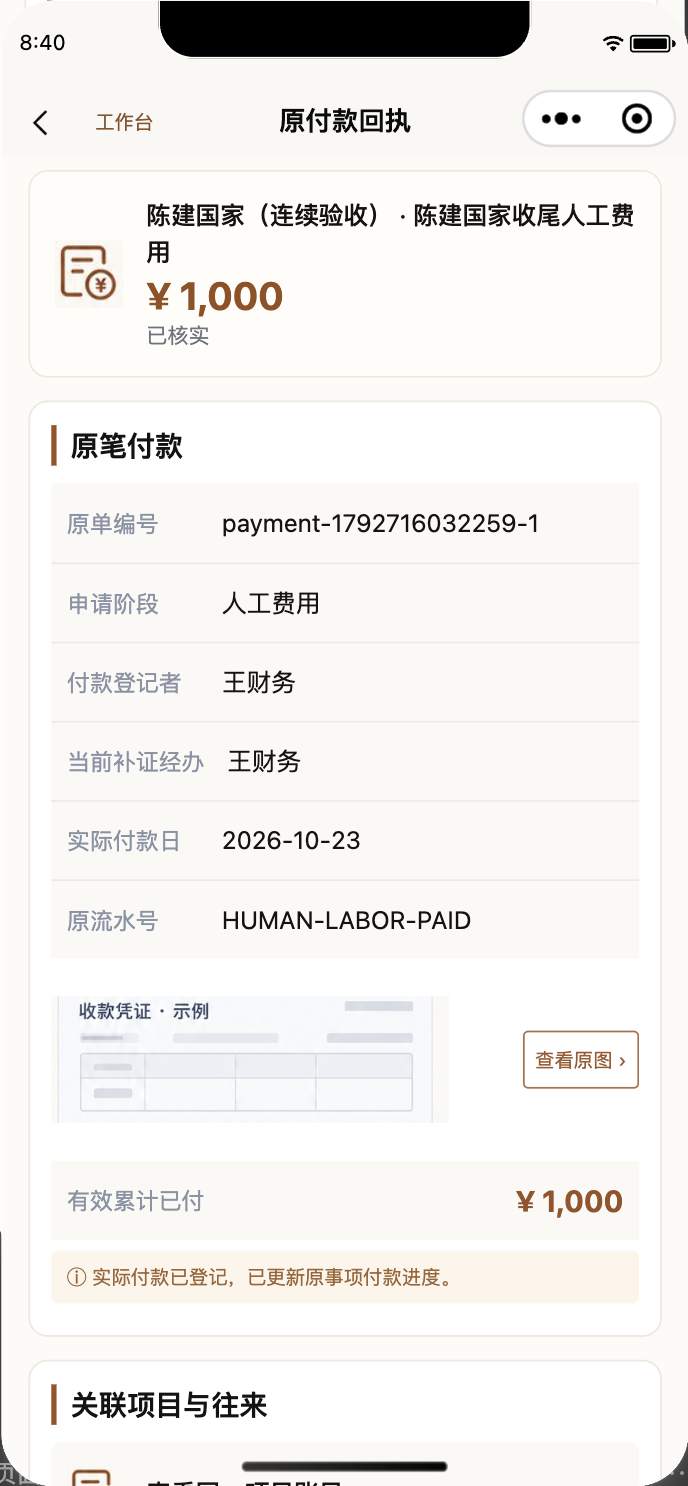 8:40
工作台
原付款回执
陈建国家（连续验收） · 陈建国家收尾人工费
用
¥ 1,000
已核实
原笔付款
原单编号 payment-1792716032259-1
申请阶段 人工费用
付款登记者 王财务
当前补证经办 王财务
实际付款日 2026-10-23
原流水号 HUMAN-LABOR-PAID
收款凭证 · 示例
查看原图 ›
有效累计已付 ¥ 1,000
ⓘ 实际付款已登记，已更新原事项付款进度。
关联项目与往来